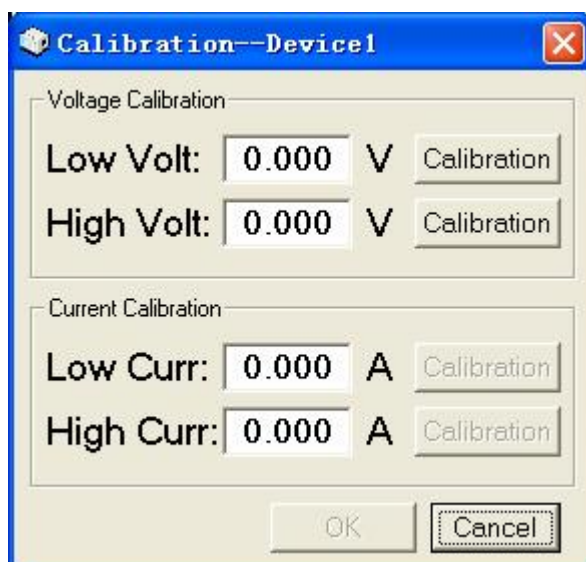 Calibration--Device1
Voltage Calibration
Low Volt: 0.000 V Calibration
High Volt: 0.000 V Calibration
Current Calibration
Low Curr: 0.000 A Calibration
High Curr: 0.000 A Calibration
OK Cancel